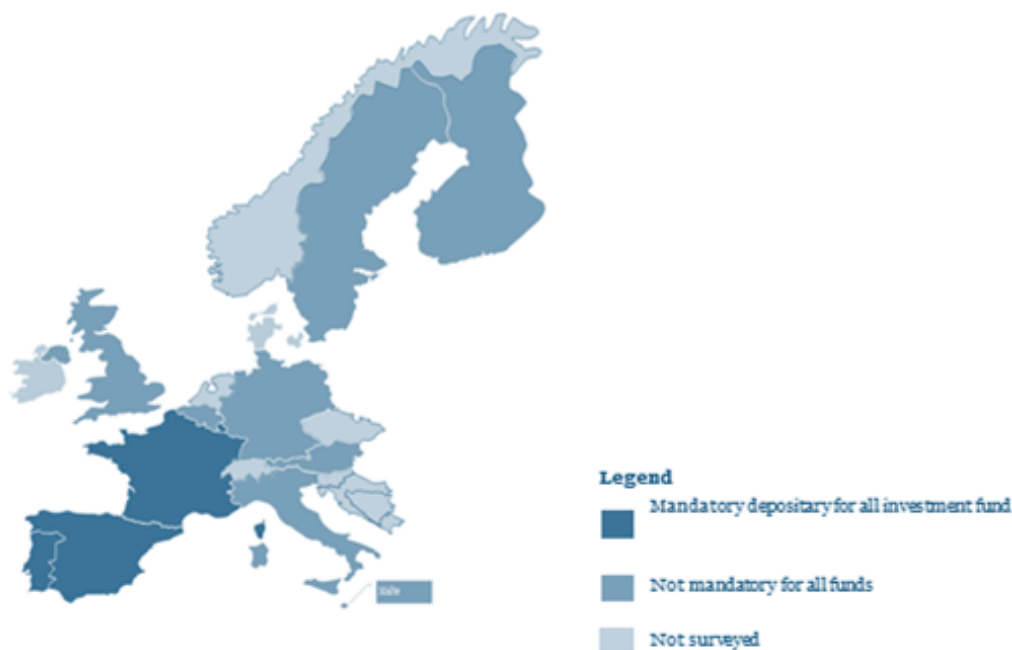 Legend
Mandatory depositary for all investment fund
Not mandatory for all funds
Not surveyed